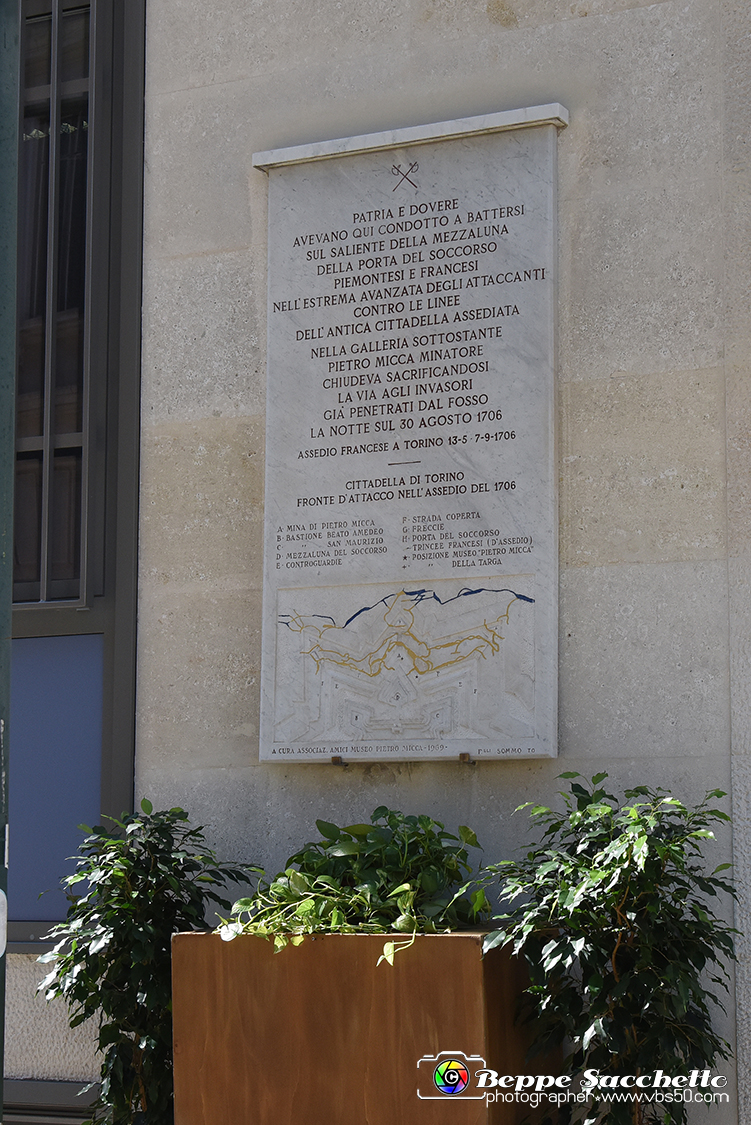 PATRIA E DOVERE
AVEVANO QUI CONDOTTO A BATTERSI
SUL SALIENTE DELLA MEZZALUNA
DELLA PORTA DEL SOCCORSO
PIEMONTESI E FRANCESI
NELL'ESTREMA AVANZATA DEGLI ATTACCANTI
CONTRO LE LINEE
DELL'ANTICA CITTADELLA ASSEDIATA
NELLA GALLERIA SOTTOSTANTE
PIETRO MICCA MINATORE
CHIUDEVA SACRIFICANDOSI
LA VIA AGLI INVASORI
GIÀ PENETRATI DAL FOSSO
LA NOTTE SUL 30 AGOSTO 1706
ASSEDIO FRANCESE A TORINO 13-5 · 7-9-1706
CITTADELLA DI TORINO
FRONTE D'ATTACCO NELL'ASSEDIO DEL 1706
A- MINA DI PIETRO MICCA
B- BASTIONE BEATO AMEDEO
C " SAN MAURIZIO
D- MEZZALUNA DEL SOCCORSO
E- CONTROGUARDIE
F- STRADA COPERTA
G- FRECCIE
H- PORTA DEL SOCCORSO
~ TRINCEE FRANCESI (D'ASSEDIO)
★ POSIZIONE MUSEO "PIETRO MICCA"
+ " DELLA TARGA
A CURA ASSOCIAZ. AMICI MUSEO PIETRO MICCA - 1969 · F.LLI SOMMO TO
Beppe Sacchetto
photographer - www.vbs50.com